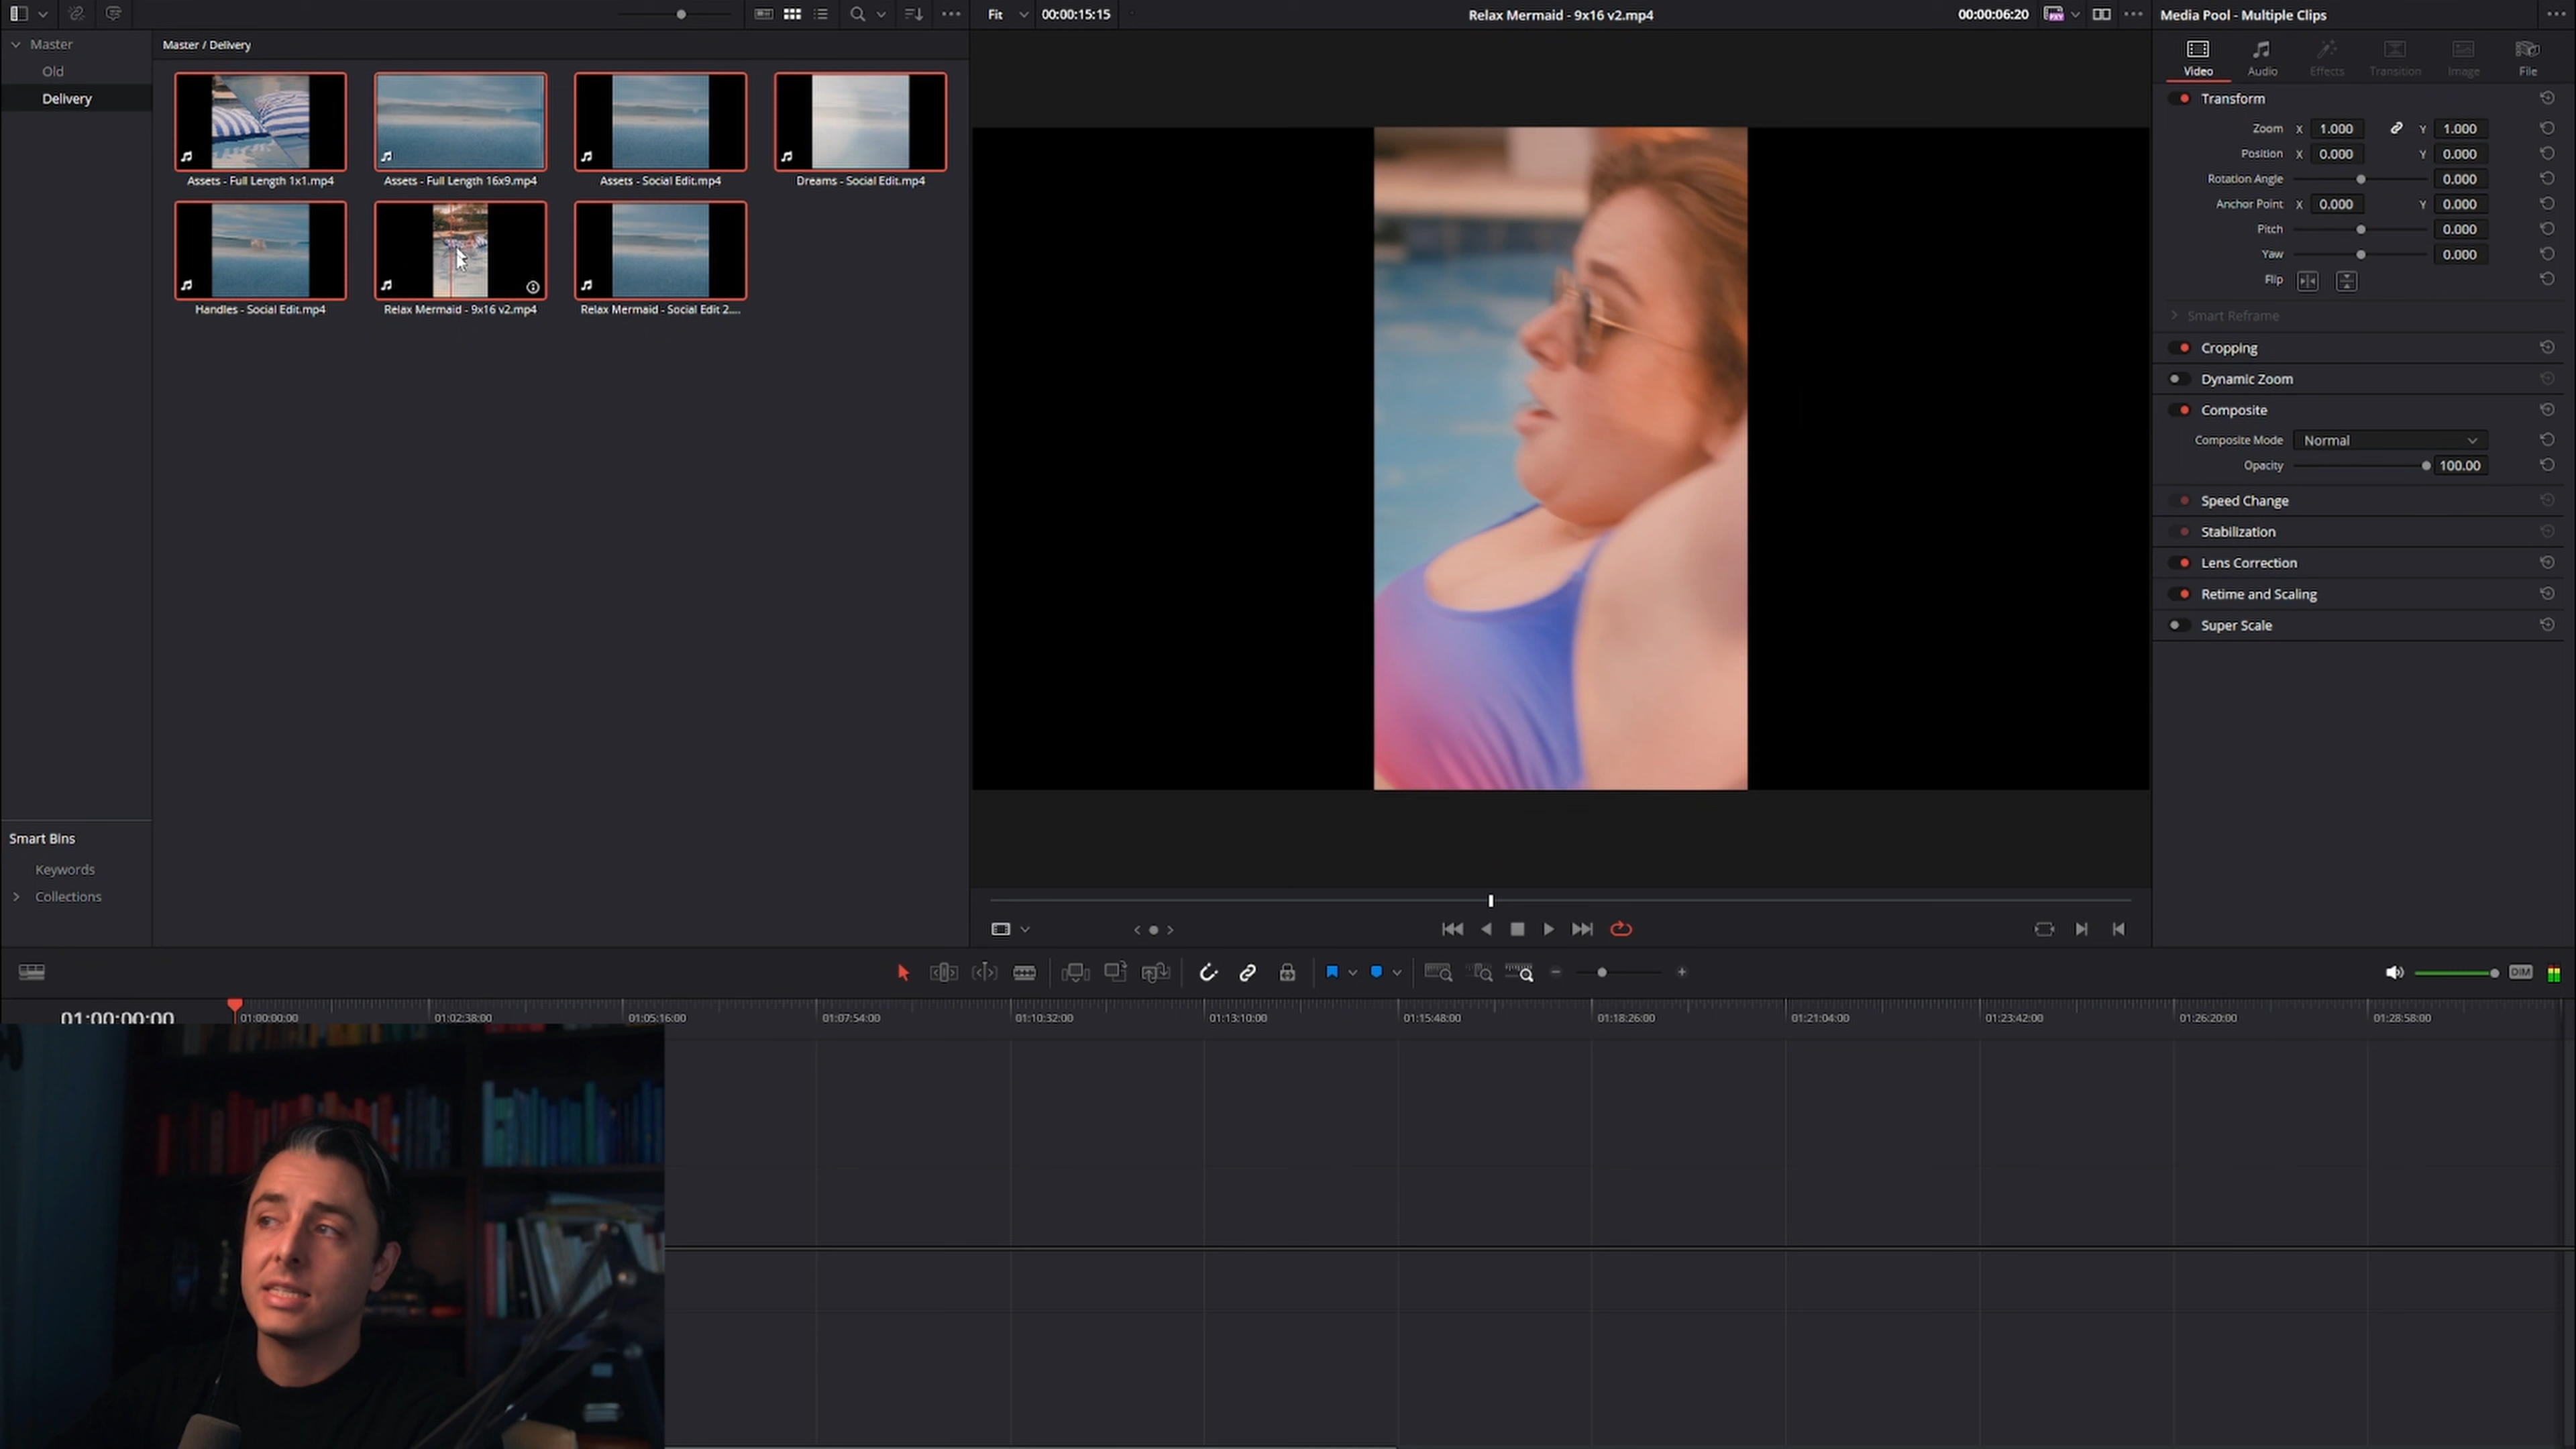 Fit
00:00:15:15
Relax Mermaid - 9x16 v2.mp4
00:00:06:20
Media Pool - Multiple Clips
Master
Old
Delivery
Master / Delivery
Assets - Full Length 1x1.mp4
Assets - Full Length 16x9.mp4
Assets - Social Edit.mp4
Dreams - Social Edit.mp4
Handles - Social Edit.mp4
Relax Mermaid - 9x16 v2.mp4
Relax Mermaid - Social Edit 2....
Smart Bins
Keywords
Collections
Video
Audio
Effects
Transition
Image
File
Transform
Zoom X 1.000 Y 1.000
Position X 0.000 Y 0.000
Rotation Angle 0.000
Anchor Point X 0.000 Y 0.000
Pitch 0.000
Yaw 0.000
Flip
Smart Reframe
Cropping
Dynamic Zoom
Composite
Composite Mode Normal
Opacity 100.00
Speed Change
Stabilization
Lens Correction
Retime and Scaling
Super Scale
DIM
01:00:00:00
01:00:00:00
01:02:38:00
01:05:16:00
01:07:54:00
01:10:32:00
01:13:10:00
01:15:48:00
01:18:26:00
01:21:04:00
01:23:42:00
01:26:20:00
01:28:58:00